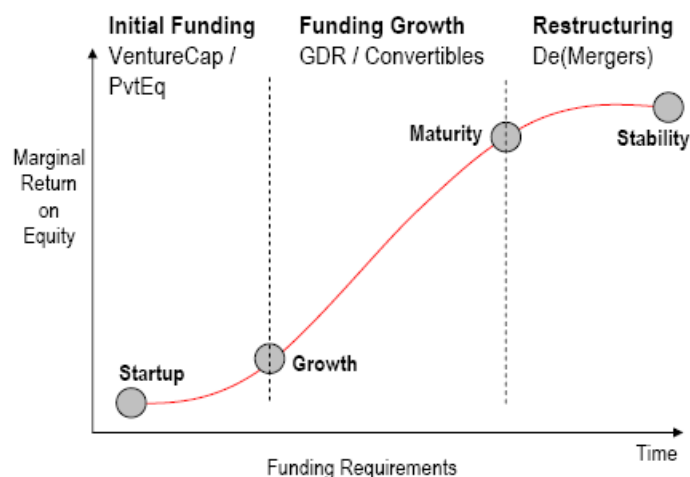 Initial Funding
VentureCap /
PvtEq
Funding Growth
GDR / Convertibles
Restructuring
De(Mergers)
Marginal
Return
on
Equity
Startup
Growth
Maturity
Stability
Time
Funding Requirements